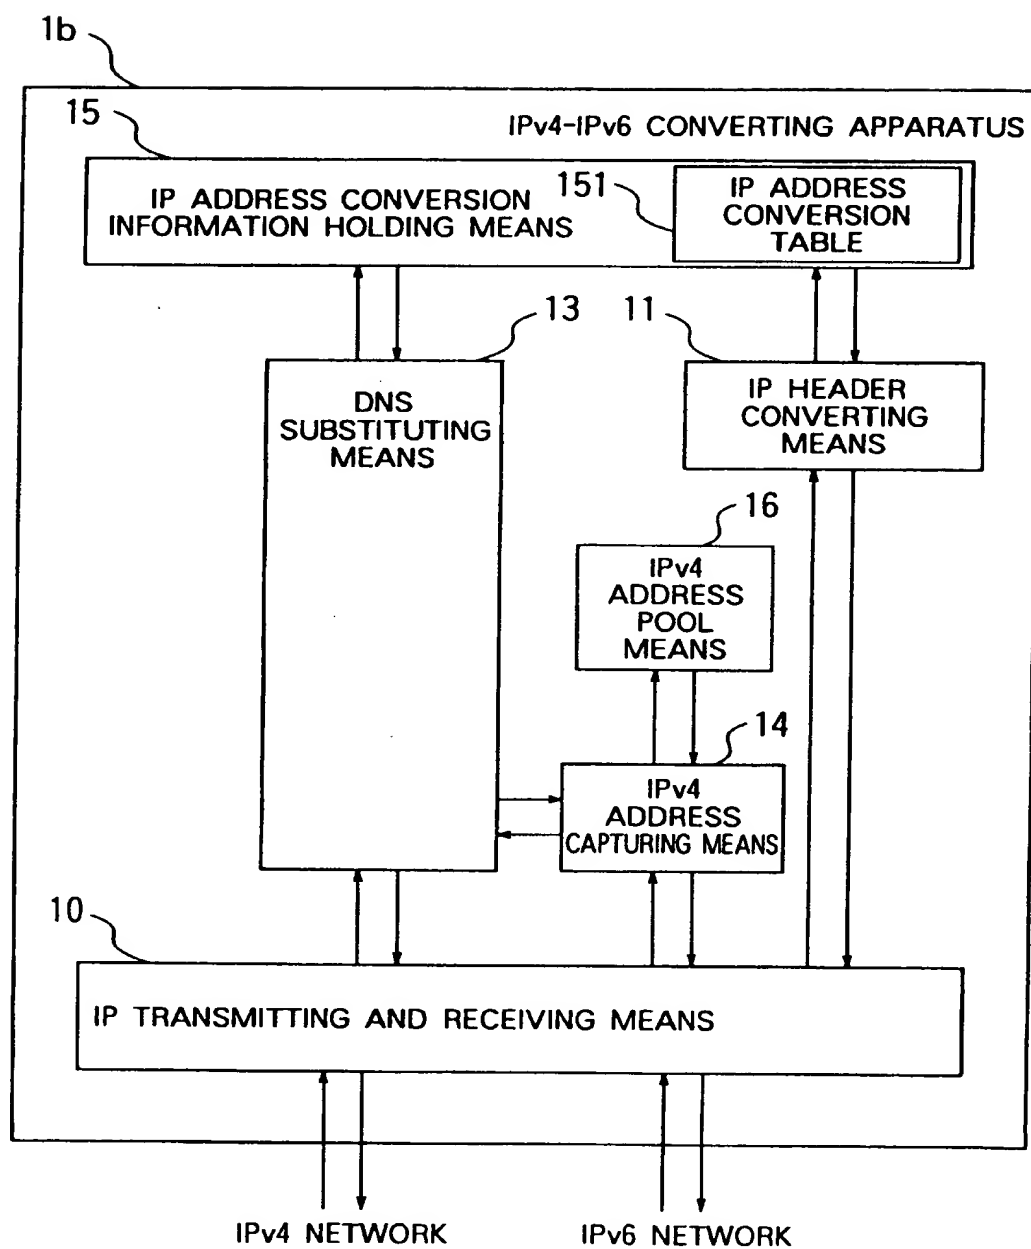 1b
15
IPv4-IPv6 CONVERTING APPARATUS
IP ADDRESS CONVERSION
INFORMATION HOLDING MEANS
151
IP ADDRESS
CONVERSION
TABLE
13
11
DNS
SUBSTITUTING
MEANS
IP HEADER
CONVERTING
MEANS
16
IPv4
ADDRESS
POOL
MEANS
14
IPv4
ADDRESS
CAPTURING MEANS
10
IP TRANSMITTING AND RECEIVING MEANS
IPv4 NETWORK
IPv6 NETWORK